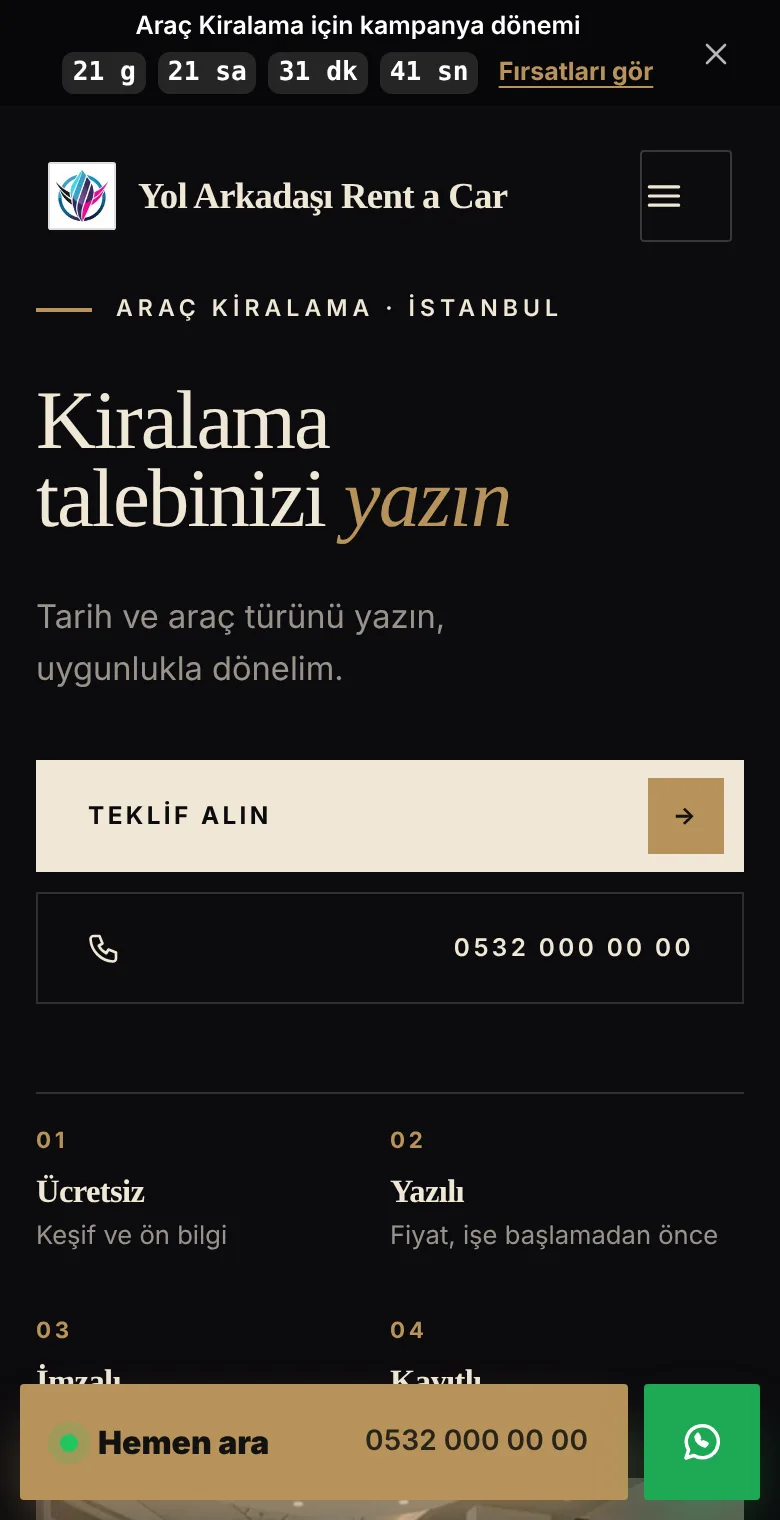 Araç Kiralama için kampanya dönemi
21 g 21 sa 31 dk 41 sn Fırsatları gör
Yol Arkadaşı Rent a Car
ARAÇ KİRALAMA · İSTANBUL
Kiralama
talebinizi yazın
Tarih ve araç türünü yazın,
uygunlukla dönelim.
TEKLİF ALIN
0532 000 00 00
01
Ücretsiz
Keşif ve ön bilgi
02
Yazılı
Fiyat, işe başlamadan önce
03
İmzalı
04
Kayıtlı
Hemen ara 0532 000 00 00